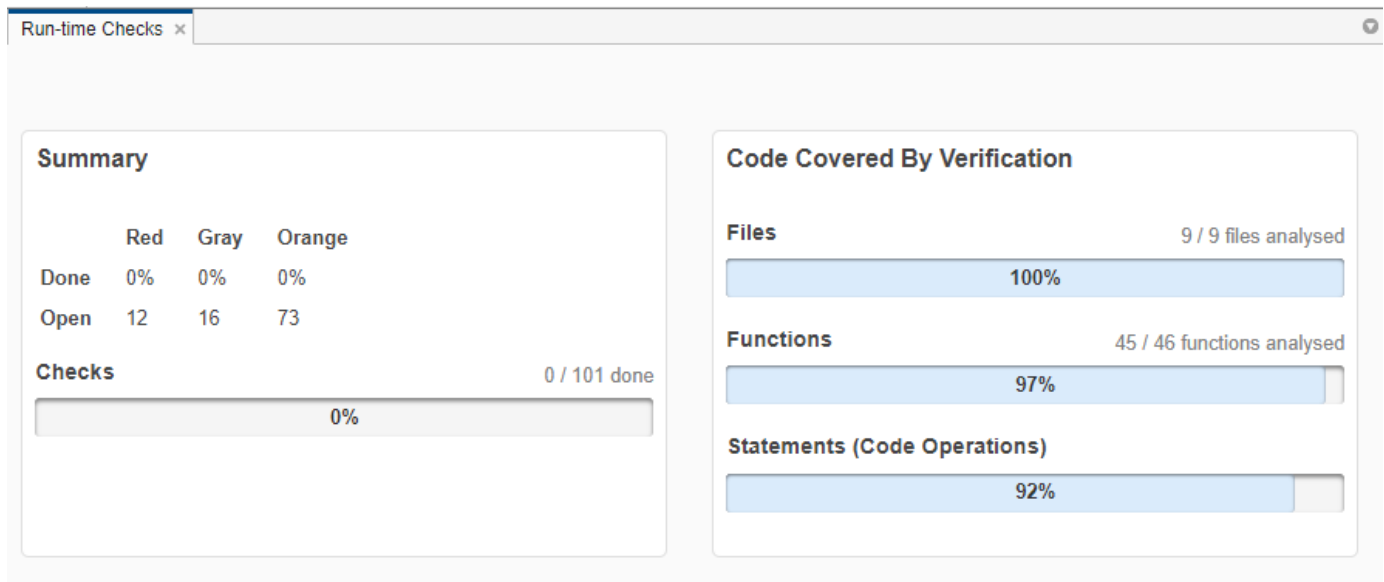 Run-time Checks ×
Summary
Red Gray Orange
Done 0% 0% 0%
Open 12 16 73
Checks 0 / 101 done
0%
Code Covered By Verification
Files 9 / 9 files analysed
100%
Functions 45 / 46 functions analysed
97%
Statements (Code Operations)
92%